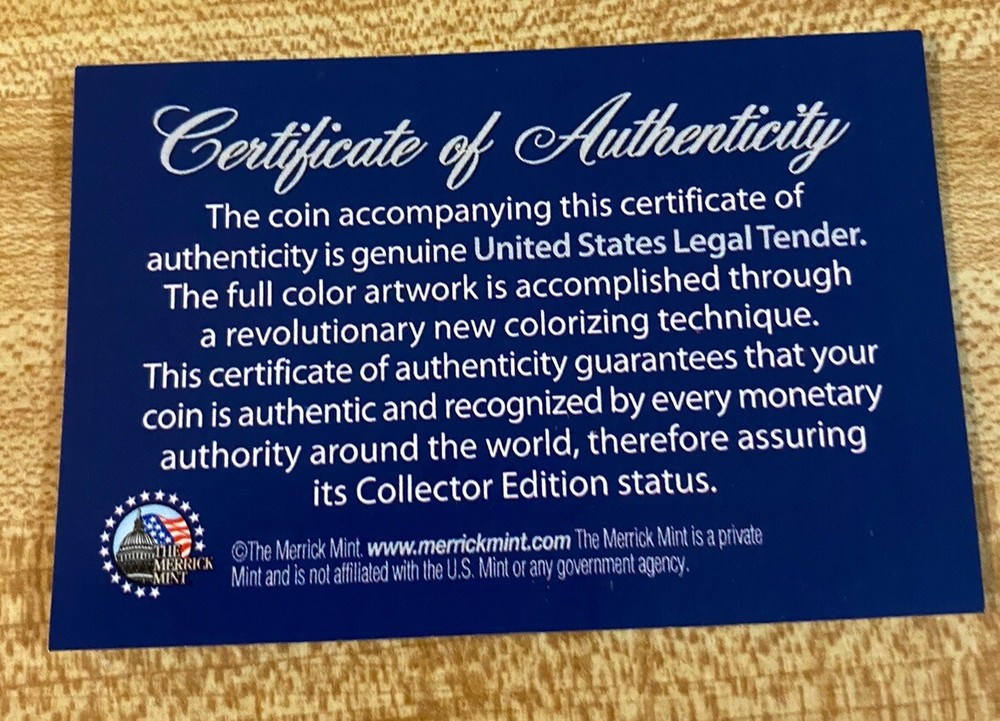 Certificate of Authenticity
The coin accompanying this certificate of
authenticity is genuine United States Legal Tender.
The full color artwork is accomplished through
a revolutionary new colorizing technique.
This certificate of authenticity guarantees that your
coin is authentic and recognized by every monetary
authority around the world, therefore assuring
its Collector Edition status.
THE
MERRICK
MINT
©The Merrick Mint. www.merrickmint.com The Merrick Mint is a private
Mint and is not affiliated with the U.S. Mint or any government agency.